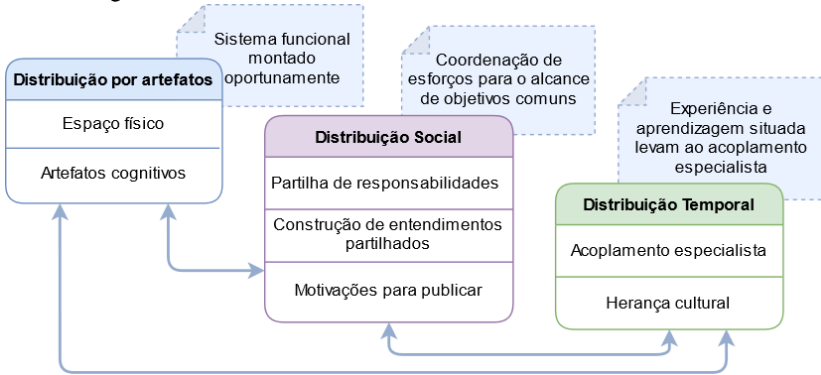 Sistema funcional
montado
oportunamente
Distribuição por artefatos
Espaço físico
Artefatos cognitivos
Coordenação de
esforços para o alcance
de objetivos comuns
Distribuição Social
Partilha de responsabilidades
Construção de entendimentos
partilhados
Motivações para publicar
Experiência e
aprendizagem situada
levam ao acoplamento
especialista
Distribuição Temporal
Acoplamento especialista
Herança cultural